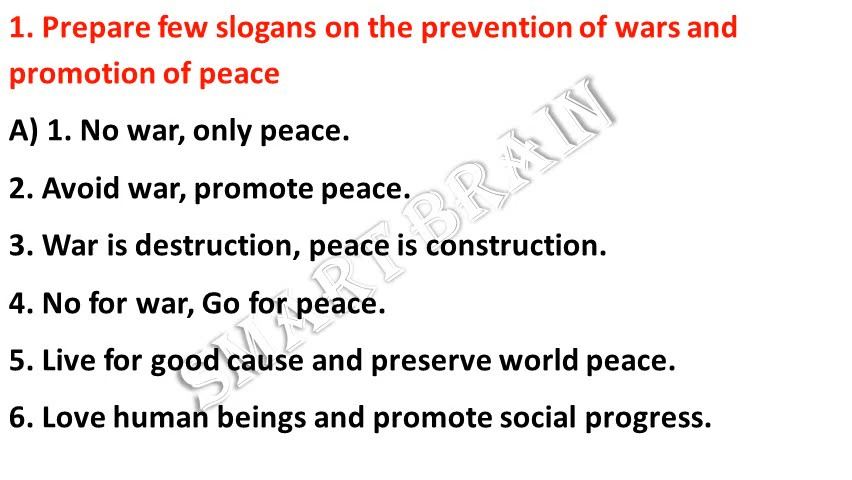 1. Prepare few slogans on the prevention of wars and
promotion of peace
A) 1. No war, only peace.
2. Avoid war, promote peace.
3. War is destruction, peace is construction.
4. No for war, Go for peace.
5. Live for good cause and preserve world peace.
6. Love human beings and promote social progress.
SMART BRAIN